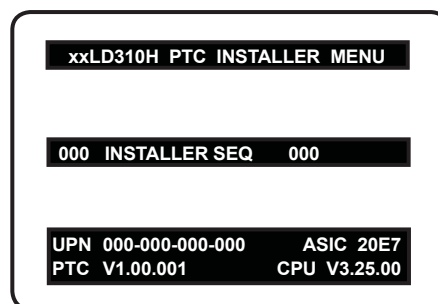 xxLD310H PTC INSTALLER MENU
000 INSTALLER SEQ 000
UPN 000-000-000-000 ASIC 20E7
PTC V1.00.001 CPU V3.25.00